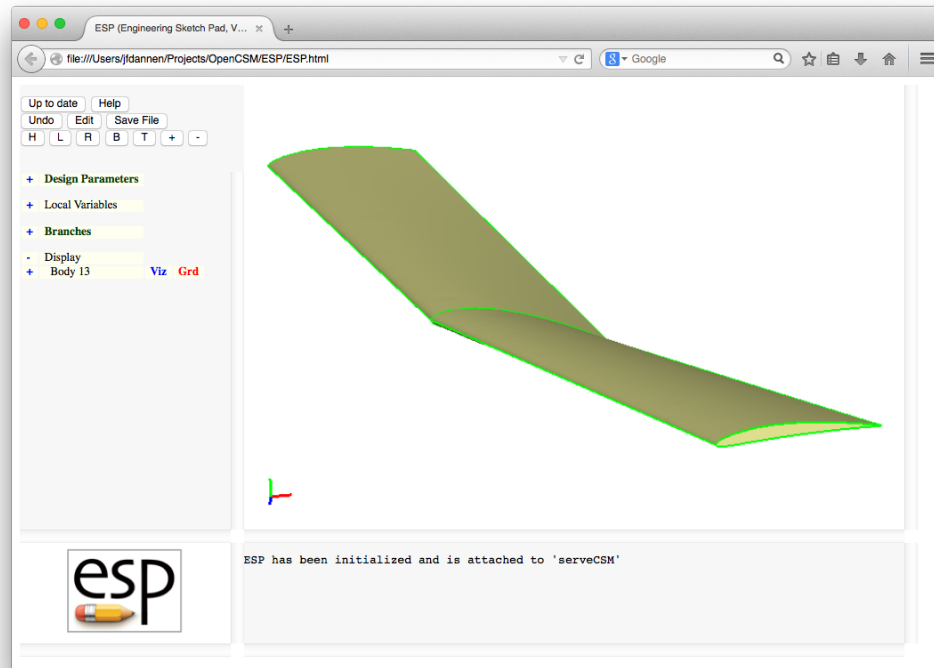 ESP (Engineering Sketch Pad, V... × +
file:///Users/jfdannen/Projects/OpenCSM/ESP/ESP.html
8 Google
Up to date Help
Undo Edit Save File
H L R B T + -
+ Design Parameters
+ Local Variables
+ Branches
- Display
+ Body 13 Viz Grd
esp
ESP has been initialized and is attached to 'serveCSM'